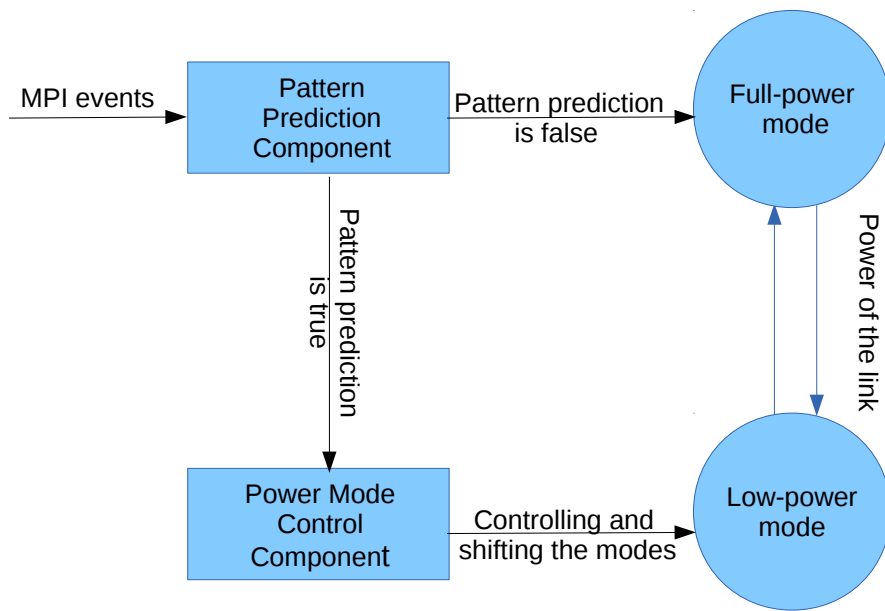 MPI events
Pattern
Prediction
Component
Pattern prediction
is false
Full-power
mode
Pattern prediction
is true
Power of the link
Power Mode
Control
Component
Controlling and
shifting the modes
Low-power
mode